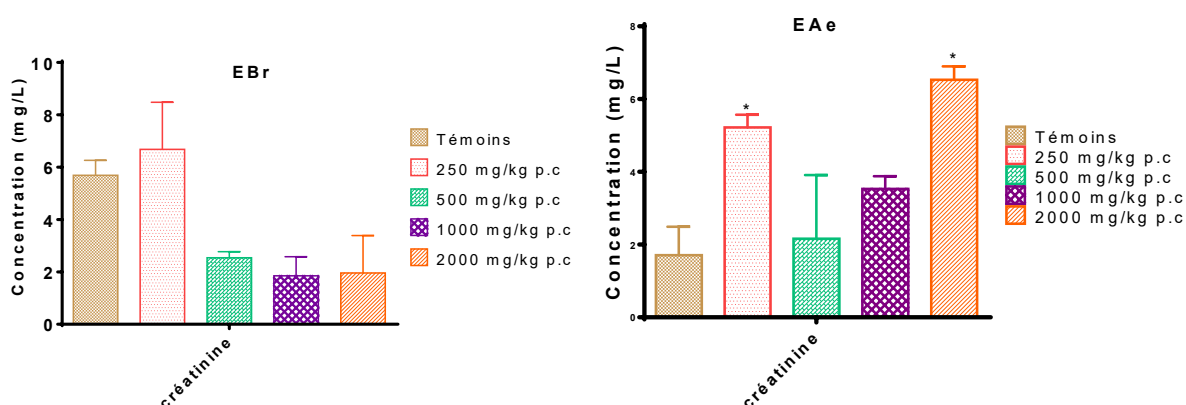 EBr
Concentration (mg/L)
10
8
6
4
2
0
créatinine
Témoins
250 mg/kg p.c
500 mg/kg p.c
1000 mg/kg p.c
2000 mg/kg p.c
EAe
Concentration (mg/L)
8
6
4
2
0
*
*
créatinine
Témoins
250 mg/kg p.c
500 mg/kg p.c
1000 mg/kg p.c
2000 mg/kg p.c